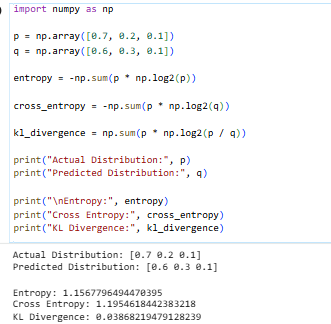 import numpy as np
p = np.array([0.7, 0.2, 0.1])
q = np.array([0.6, 0.3, 0.1])
entropy = -np.sum(p * np.log2(p))
cross_entropy = -np.sum(p * np.log2(q))
kl_divergence = np.sum(p * np.log2(p / q))
print("Actual Distribution:", p)
print("Predicted Distribution:", q)
print("\nEntropy:", entropy)
print("Cross Entropy:", cross_entropy)
print("KL Divergence:", kl_divergence)
Actual Distribution: [0.7 0.2 0.1]
Predicted Distribution: [0.6 0.3 0.1]
Entropy: 1.1567796494470395
Cross Entropy: 1.1954618442383218
KL Divergence: 0.03868219479128239